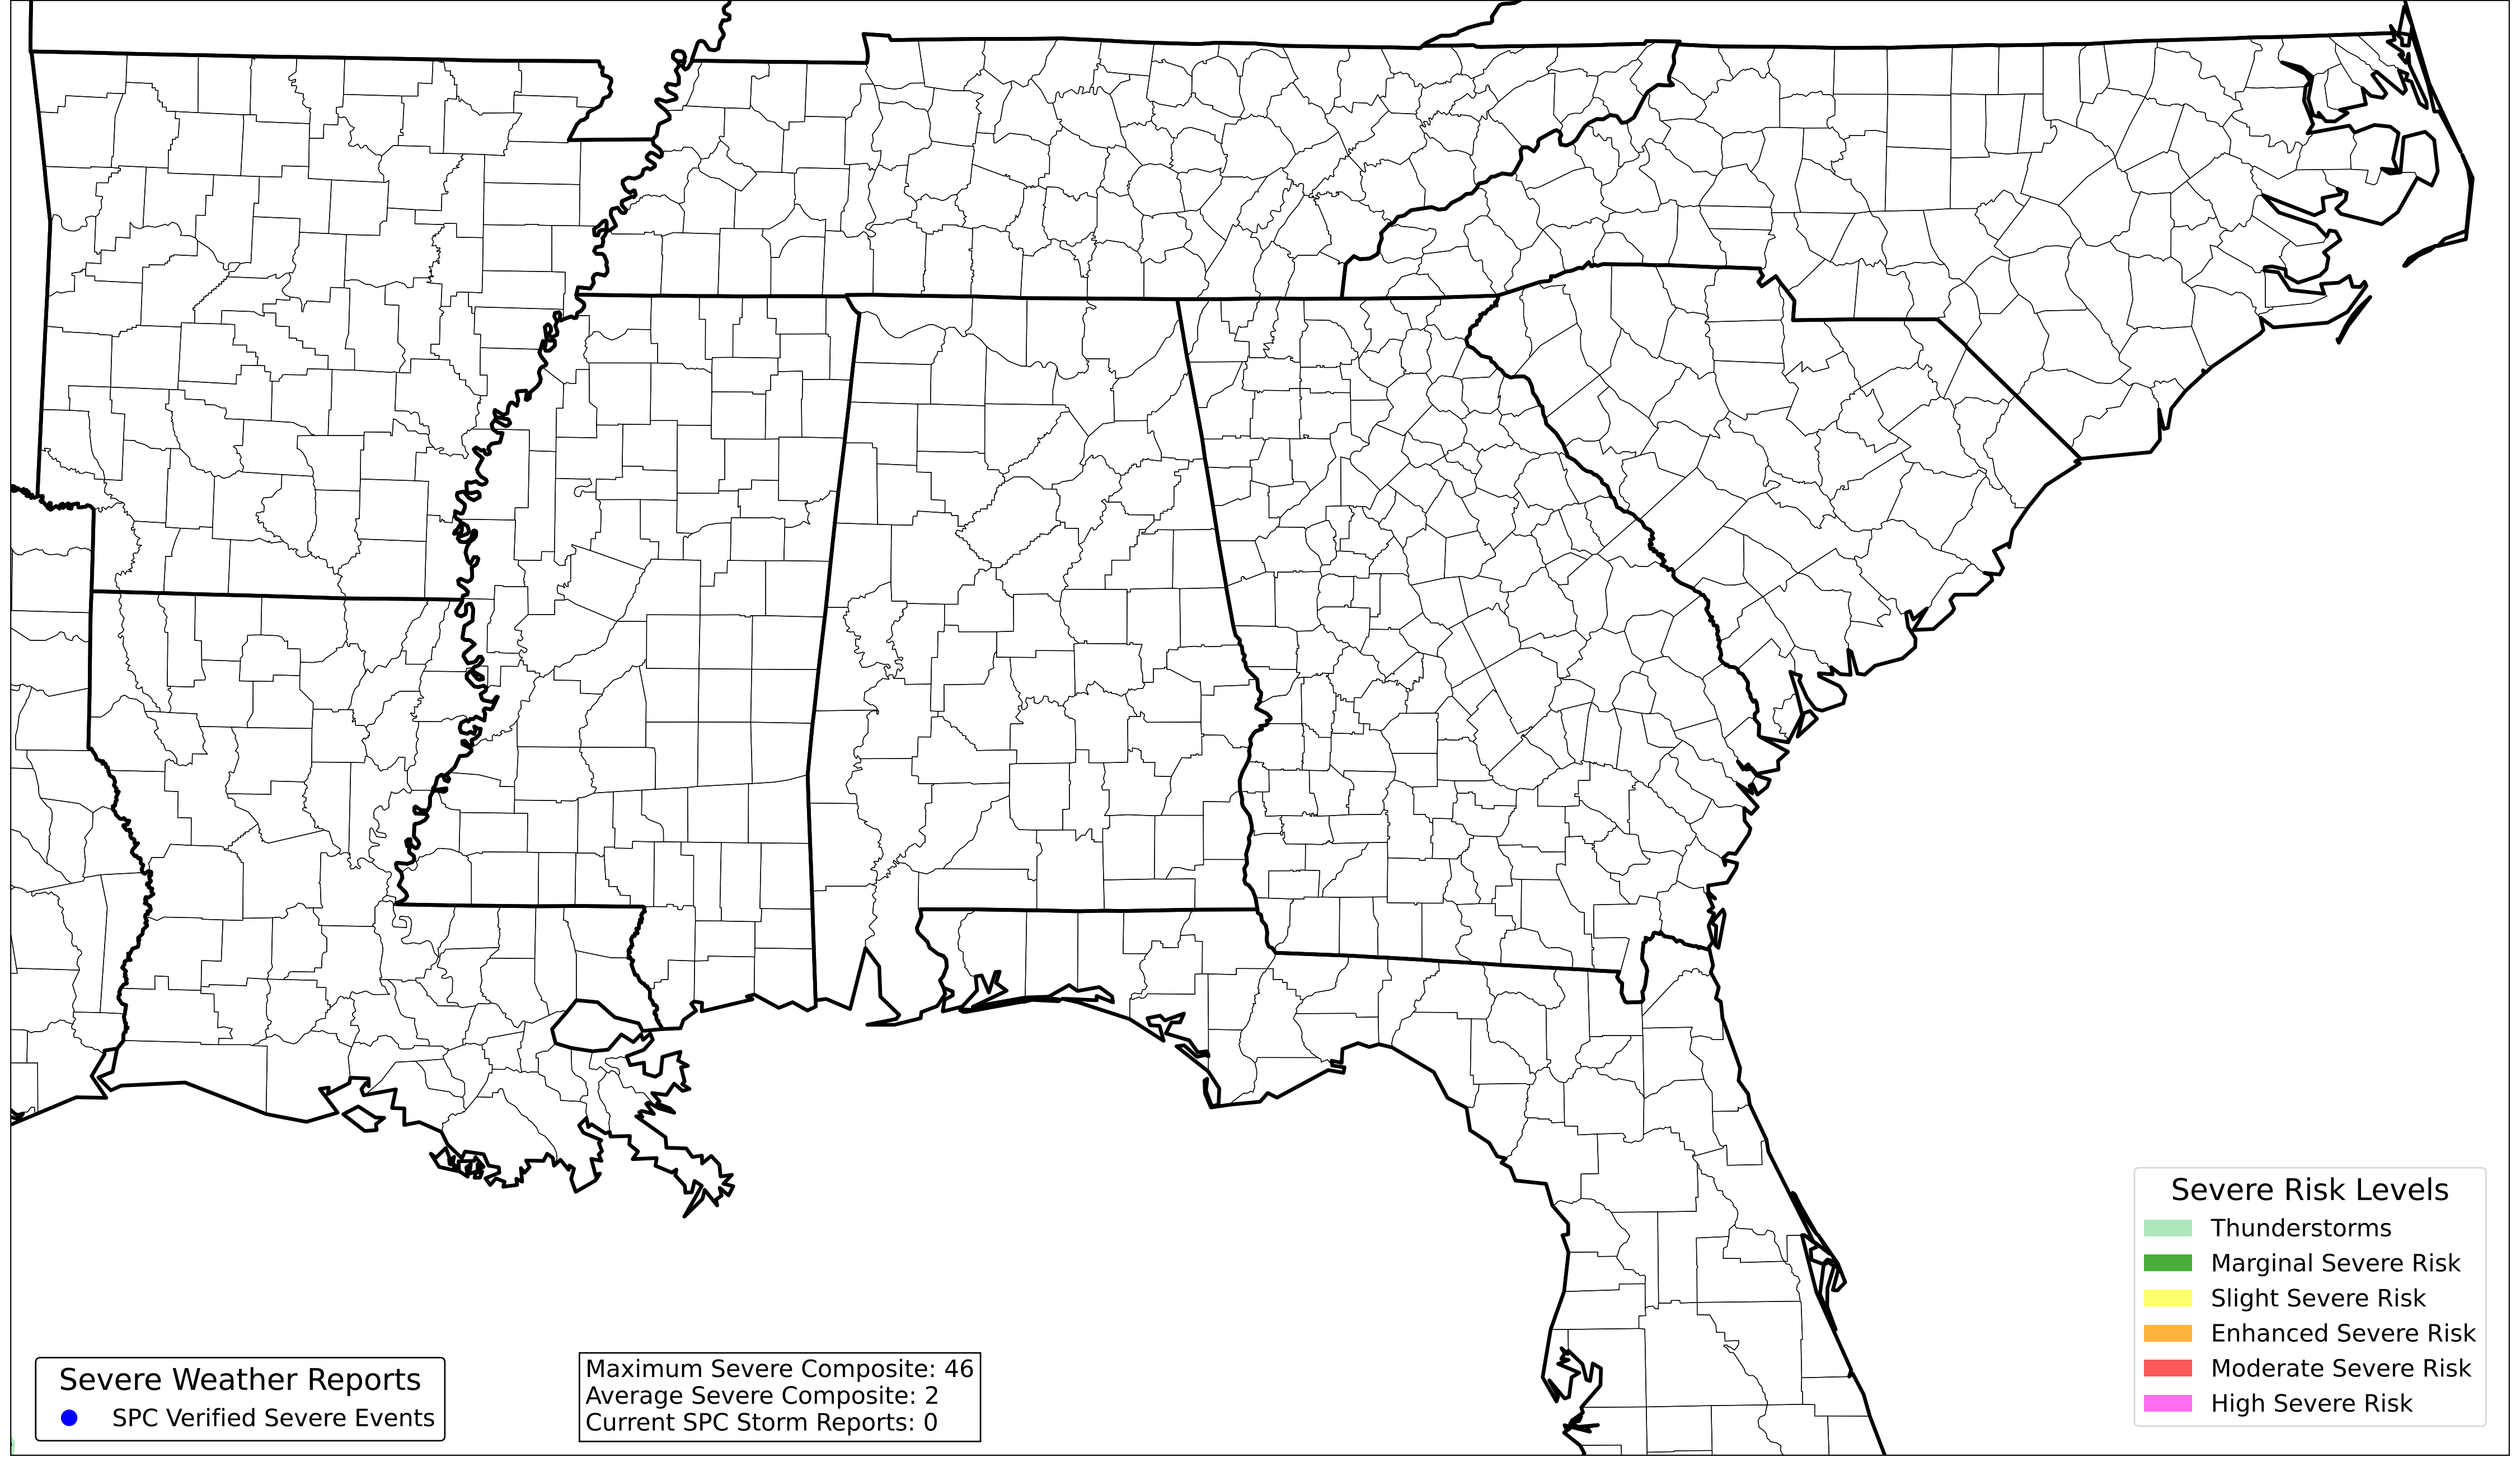 Severe Risk Levels
Thunderstorms
Marginal Severe Risk
Slight Severe Risk
Enhanced Severe Risk
Moderate Severe Risk
High Severe Risk
Severe Weather Reports
SPC Verified Severe Events
Maximum Severe Composite: 46
Average Severe Composite: 2
Current SPC Storm Reports: 0